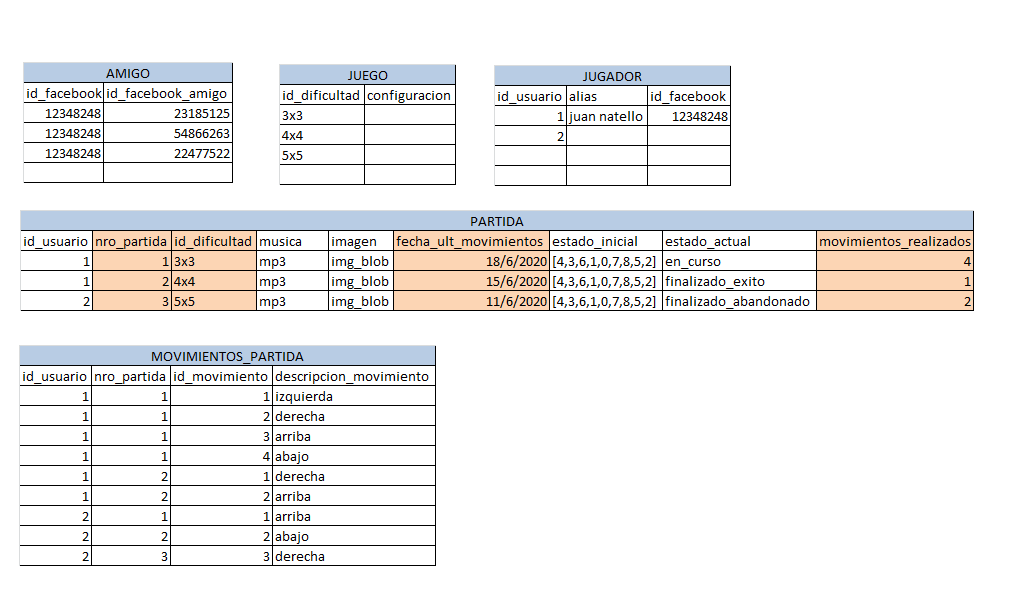 AMIGO
id_facebook id_facebook_amigo
12348248 23185125
12348248 54866263
12348248 22477522
JUEGO
id_dificultad configuracion
3x3
4x4
5x5
JUGADOR
id_usuario alias id_facebook
1 juan natello 12348248
2
PARTIDA
id_usuario nro_partida id_dificultad musica imagen fecha_ult_movimientos estado_inicial estado_actual movimientos_realizados
1 1 3x3 mp3 img_blob 18/6/2020 [4,3,6,1,0,7,8,5,2] en_curso 4
1 2 4x4 mp3 img_blob 15/6/2020 [4,3,6,1,0,7,8,5,2] finalizado_exito 1
2 3 5x5 mp3 img_blob 11/6/2020 [4,3,6,1,0,7,8,5,2] finalizado_abandonado 2
MOVIMIENTOS_PARTIDA
id_usuario nro_partida id_movimiento descripcion_movimiento
1 1 1 izquierda
1 1 2 derecha
1 1 3 arriba
1 1 4 abajo
1 2 1 derecha
1 2 2 arriba
2 1 1 arriba
2 2 2 abajo
2 3 3 derecha